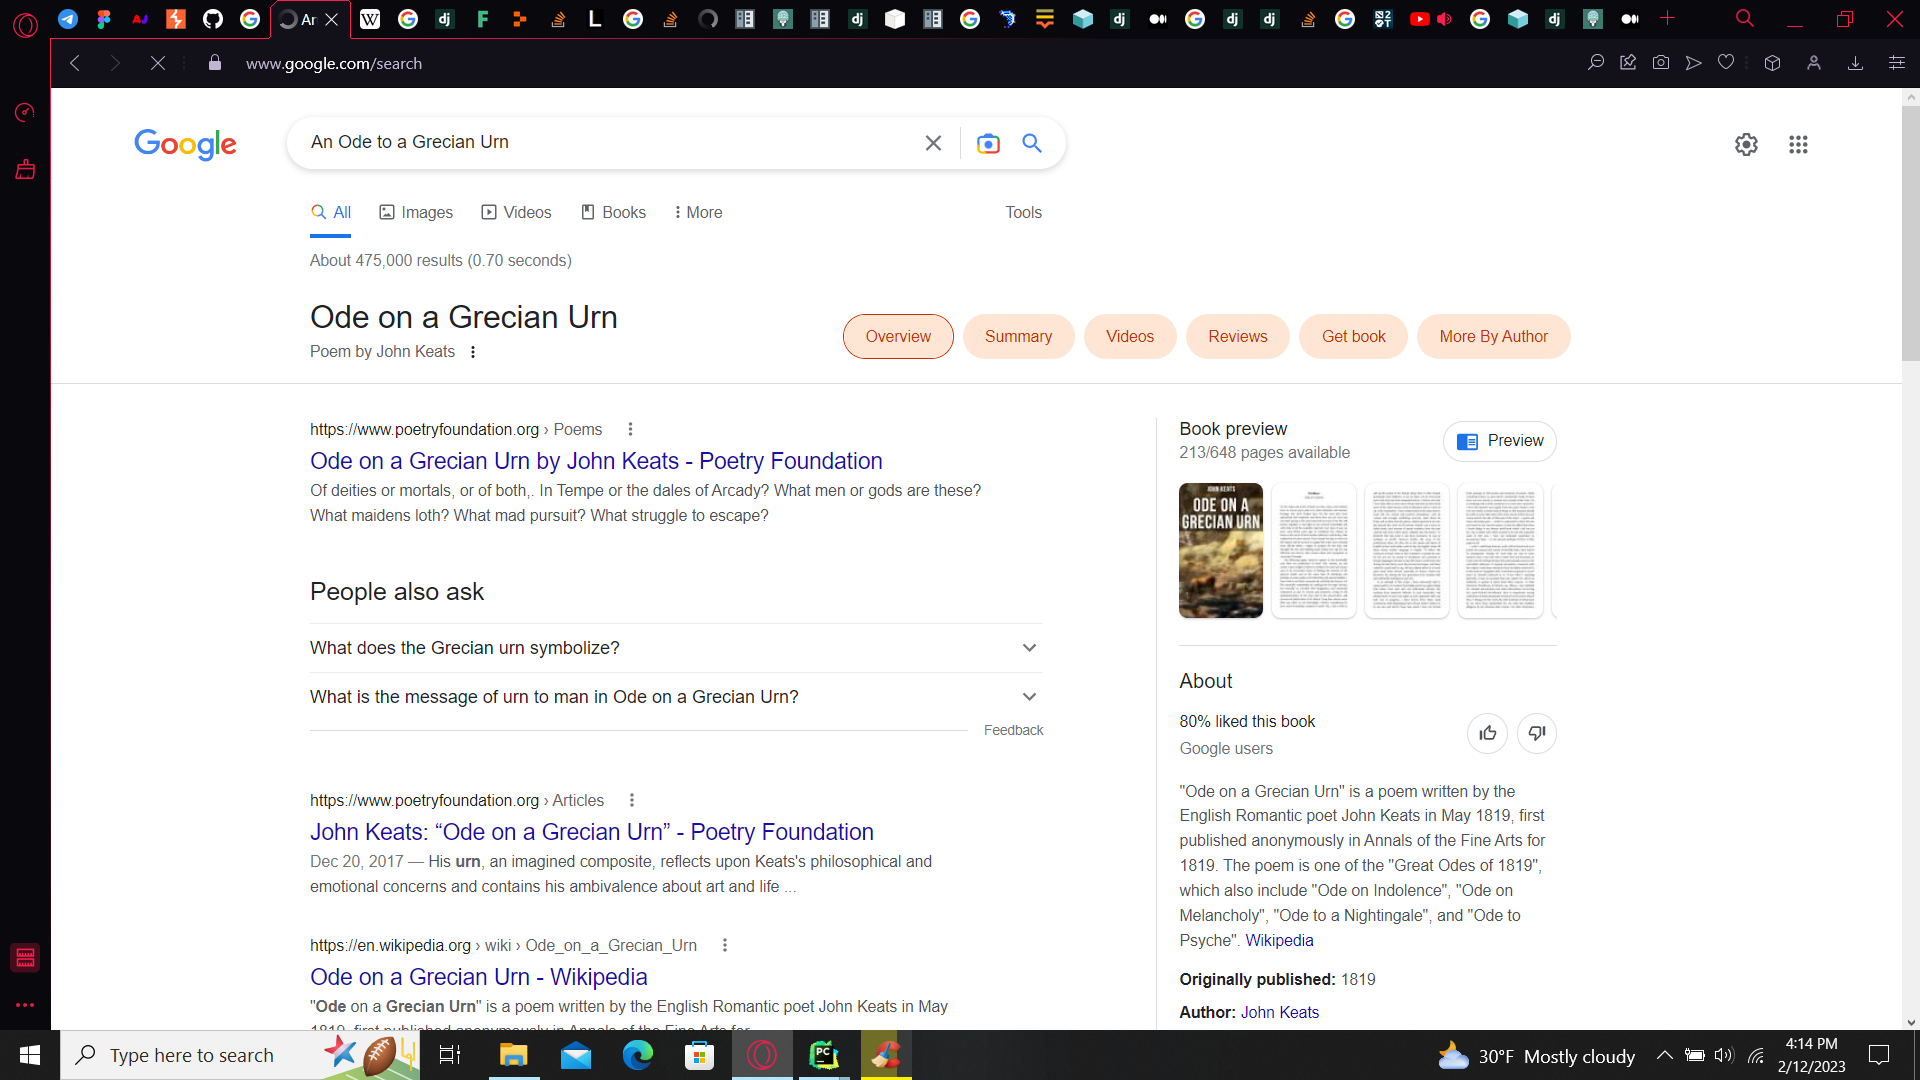 Ar
www.google.com/search
Google
An Ode to a Grecian Urn
All
Images
Videos
Books
More
Tools
About 475,000 results (0.70 seconds)
Ode on a Grecian Urn
Poem by John Keats
Overview
Summary
Videos
Reviews
Get book
More By Author
https://www.poetryfoundation.org › Poems
Ode on a Grecian Urn by John Keats - Poetry Foundation
Of deities or mortals, or of both,. In Tempe or the dales of Arcady? What men or gods are these?
What maidens loth? What mad pursuit? What struggle to escape?
People also ask
What does the Grecian urn symbolize?
What is the message of urn to man in Ode on a Grecian Urn?
Feedback
https://www.poetryfoundation.org › Articles
John Keats: “Ode on a Grecian Urn” - Poetry Foundation
Dec 20, 2017 — His urn, an imagined composite, reflects upon Keats's philosophical and
emotional concerns and contains his ambivalence about art and life ...
https://en.wikipedia.org › wiki › Ode_on_a_Grecian_Urn
Ode on a Grecian Urn - Wikipedia
"Ode on a Grecian Urn" is a poem written by the English Romantic poet John Keats in May
1819, first published anonymously in Annals of the Fine Arts for
Book preview
213/648 pages available
Preview
JOHN KEATS
ODE ON A
GRECIAN URN
About
80% liked this book
Google users
"Ode on a Grecian Urn" is a poem written by the
English Romantic poet John Keats in May 1819, first
published anonymously in Annals of the Fine Arts for
1819. The poem is one of the "Great Odes of 1819",
which also include "Ode on Indolence", "Ode on
Melancholy", "Ode to a Nightingale", and "Ode to
Psyche". Wikipedia
Originally published: 1819
Author: John Keats
Type here to search
30°F Mostly cloudy
4:14 PM
2/12/2023